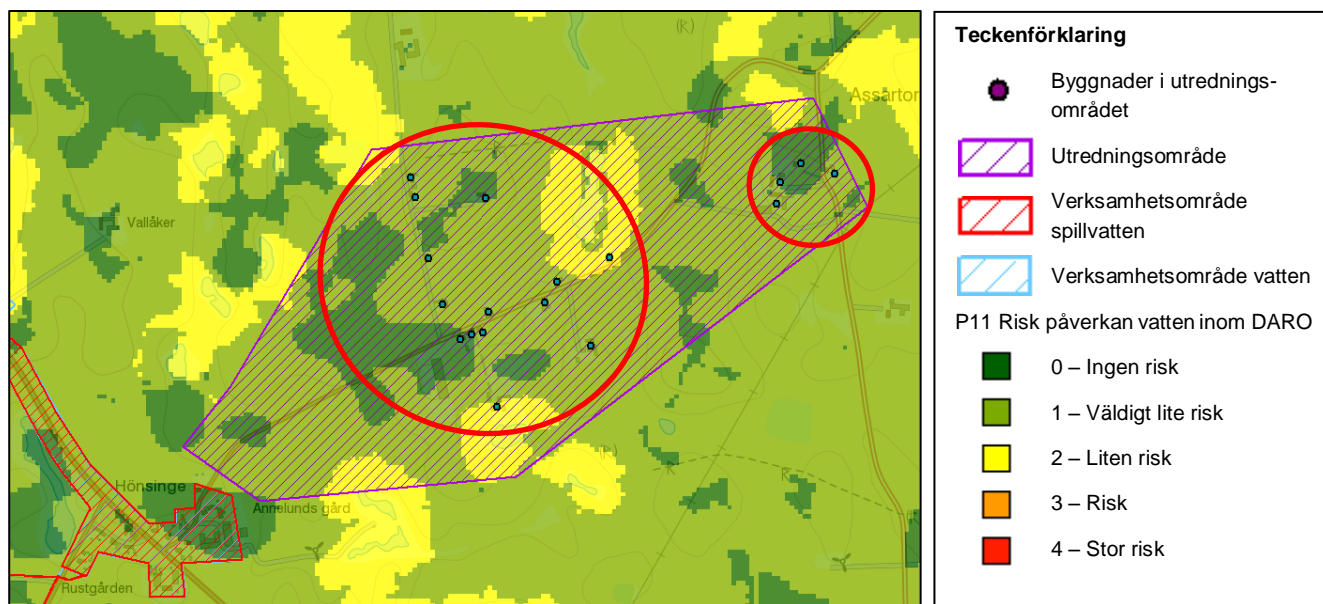 (R)
Assartor
Vallåker
(R)
R
R
Hönsinge
Annelunds gård
Rustgården
Teckenförklaring
Byggnader i utrednings-
området
Utredningsområde
Verksamhetsområde
spillvatten
Verksamhetsområde vatten
P11 Risk påverkan vatten inom DARO
0 – Ingen risk
1 – Väldigt lite risk
2 – Liten risk
3 – Risk
4 – Stor risk